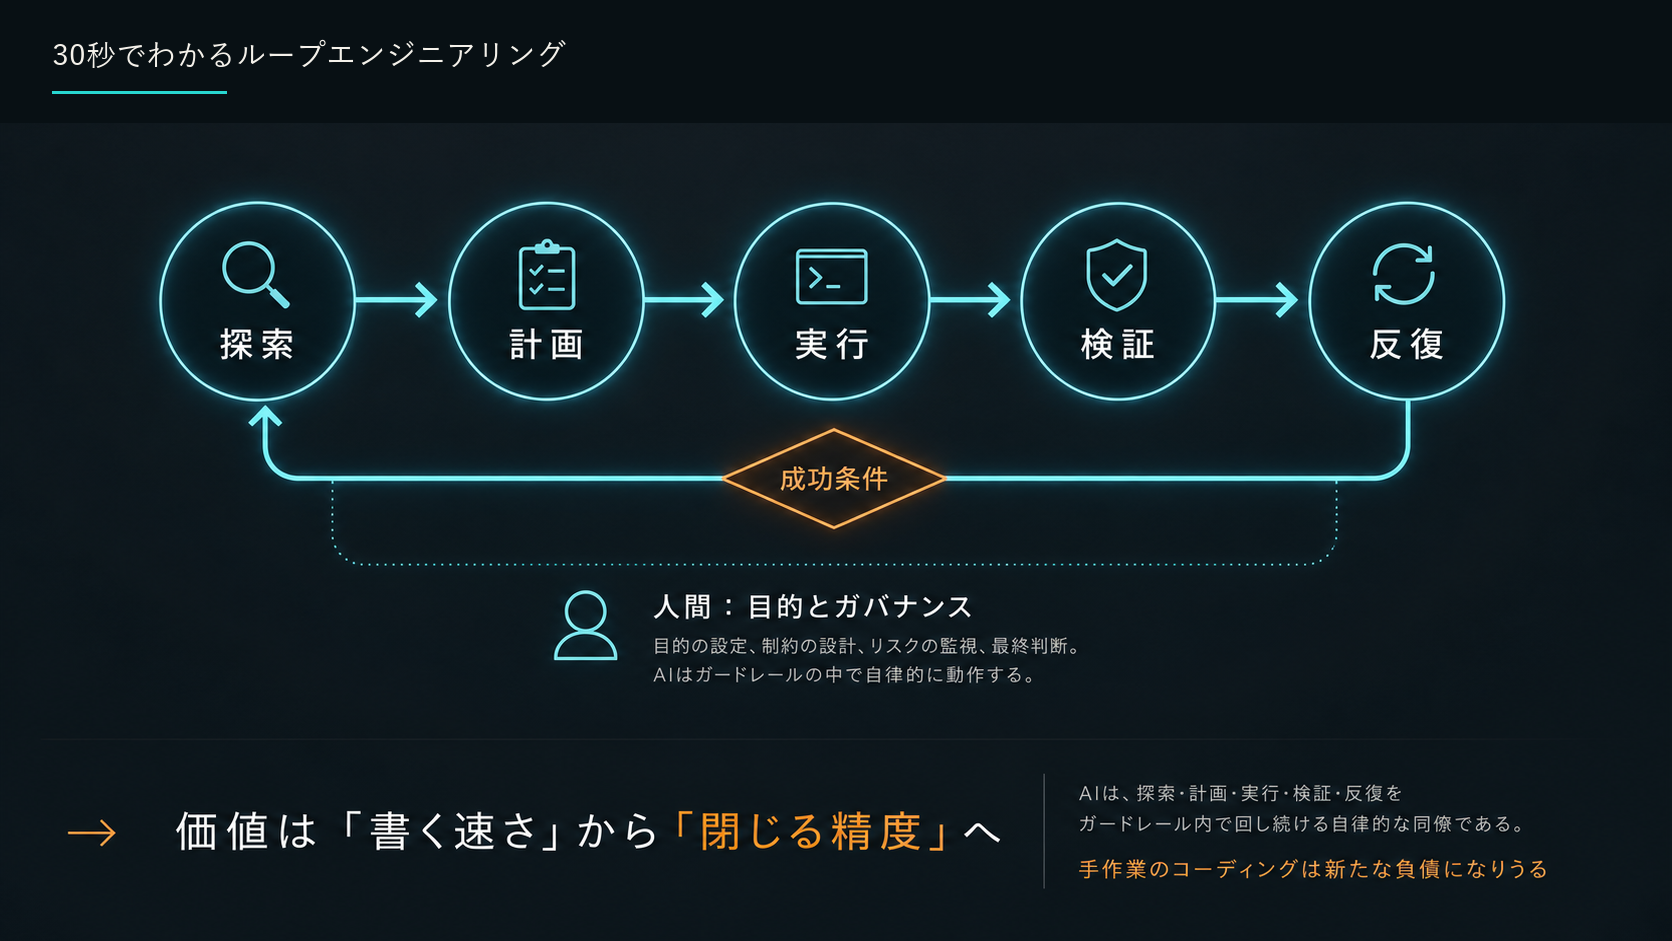 30秒でわかるループエンジニアリング
探索
計画
実行
検証
反復
成功条件
人間：目的とガバナンス
目的の設定、制約の設計、リスクの監視、最終判断。
AIはガードレールの中で自律的に動作する。
価値は「書く速さ」から「閉じる精度」へ
AIは、探索・計画・実行・検証・反復を
ガードレール内で回し続ける自律的な同僚である。
手作業のコーディングは新たな負債になりうる